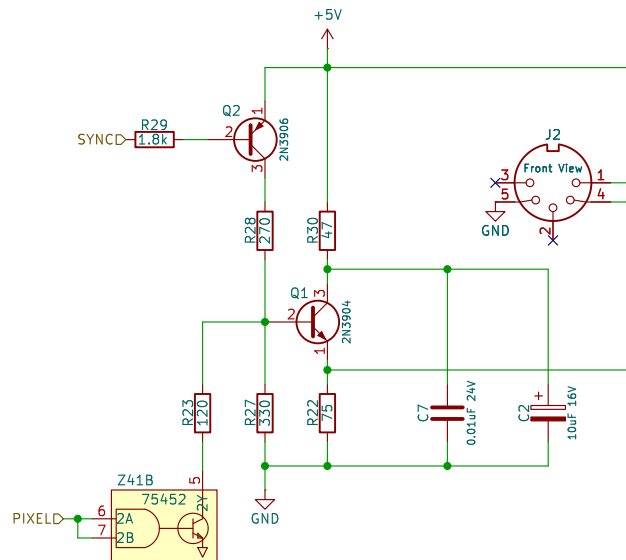 +5V
Q2
1
2
3
2N3906
SYNC
R29
1.8k
J2
Front View
3
1
5
4
2
GND
R28
270
R30
47
Q1
3
2
1
2N3904
R23
120
R27
330
R22
75
C7
0.01uF 24V
C2
+
10uF 16V
Z41B
5
75452
2Y
GND
PIXEL
6
2A
7
2B